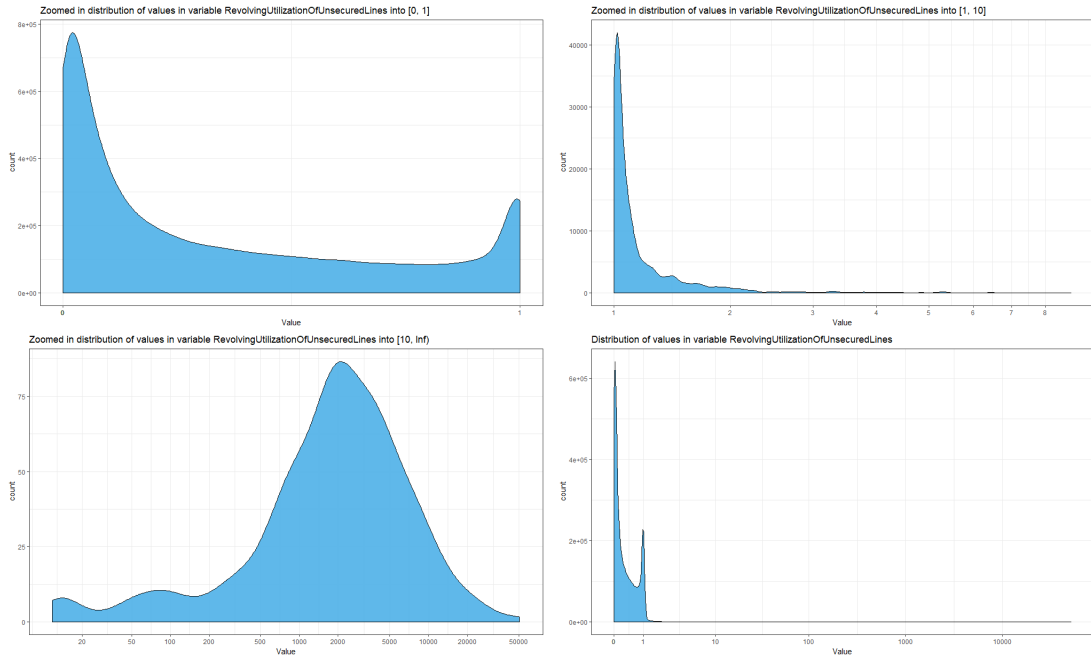 Zoomed in distribution of values in variable RevolvingUtilizationOfUnsecuredLines into [0, 1]
8e+05
6e+05
4e+05
2e+05
0e+00
count
0 1
Value
Zoomed in distribution of values in variable RevolvingUtilizationOfUnsecuredLines into [1, 10]
40000
30000
20000
10000
0
count
1 2 3 4 5 6 7 8
Value
Zoomed in distribution of values in variable RevolvingUtilizationOfUnsecuredLines into [10, Inf)
75
50
25
0
count
20 50 100 200 500 1000 2000 5000 10000 20000 50000
Value
Distribution of values in variable RevolvingUtilizationOfUnsecuredLines
6e+05
4e+05
2e+05
0e+00
count
0 1 10 100 1000 10000
Value